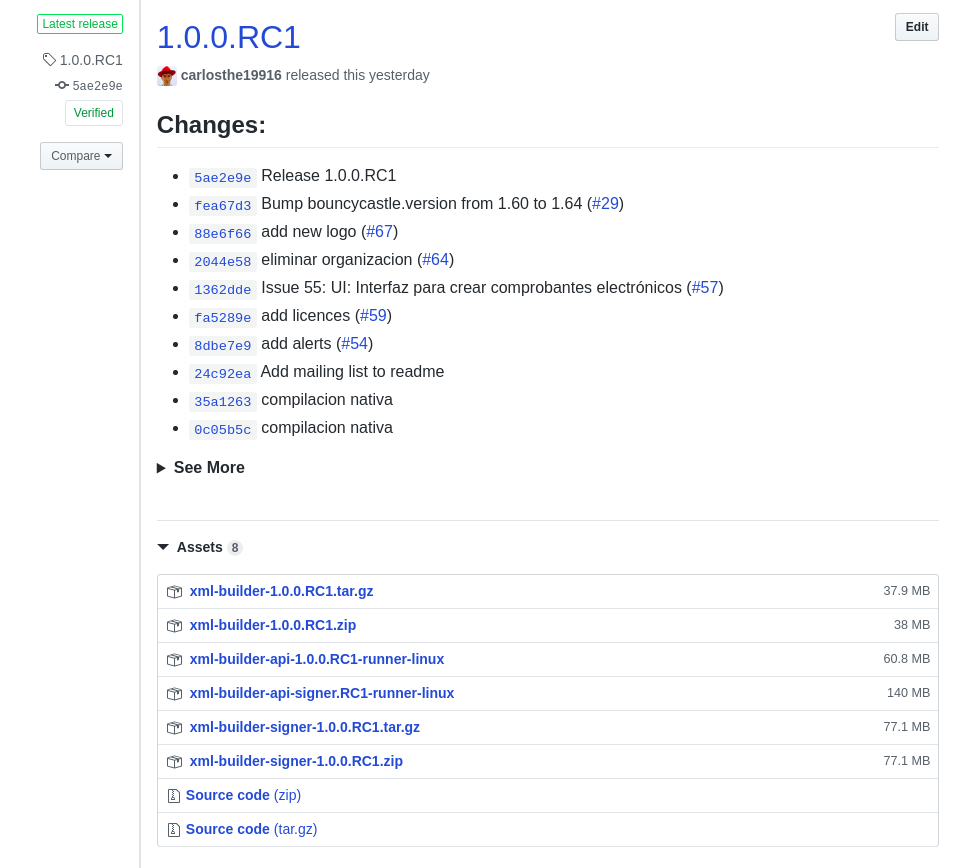 Latest release
1.0.0.RC1
5ae2e9e
Verified
Compare
1.0.0.RC1
Edit
carlosthe19916 released this yesterday
Changes:
5ae2e9e Release 1.0.0.RC1
fea67d3 Bump bouncycastle.version from 1.60 to 1.64 (#29)
88e6f66 add new logo (#67)
2044e58 eliminar organizacion (#64)
1362dde Issue 55: UI: Interfaz para crear comprobantes electrónicos (#57)
fa5289e add licences (#59)
8dbe7e9 add alerts (#54)
24c92ea Add mailing list to readme
35a1263 compilacion nativa
0c05b5c compilacion nativa
See More
Assets 8
xml-builder-1.0.0.RC1.tar.gz 37.9 MB
xml-builder-1.0.0.RC1.zip 38 MB
xml-builder-api-1.0.0.RC1-runner-linux 60.8 MB
xml-builder-api-signer.RC1-runner-linux 140 MB
xml-builder-signer-1.0.0.RC1.tar.gz 77.1 MB
xml-builder-signer-1.0.0.RC1.zip 77.1 MB
Source code (zip)
Source code (tar.gz)